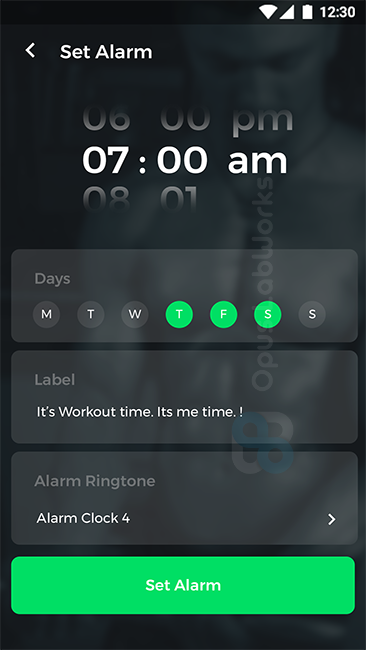 12:30
Set Alarm
06 00 pm
07 : 00 am
08 01
Days
M T W T F S S
Label
It's Workout time. Its me time. !
Alarm Ringtone
Alarm Clock 4
Set Alarm